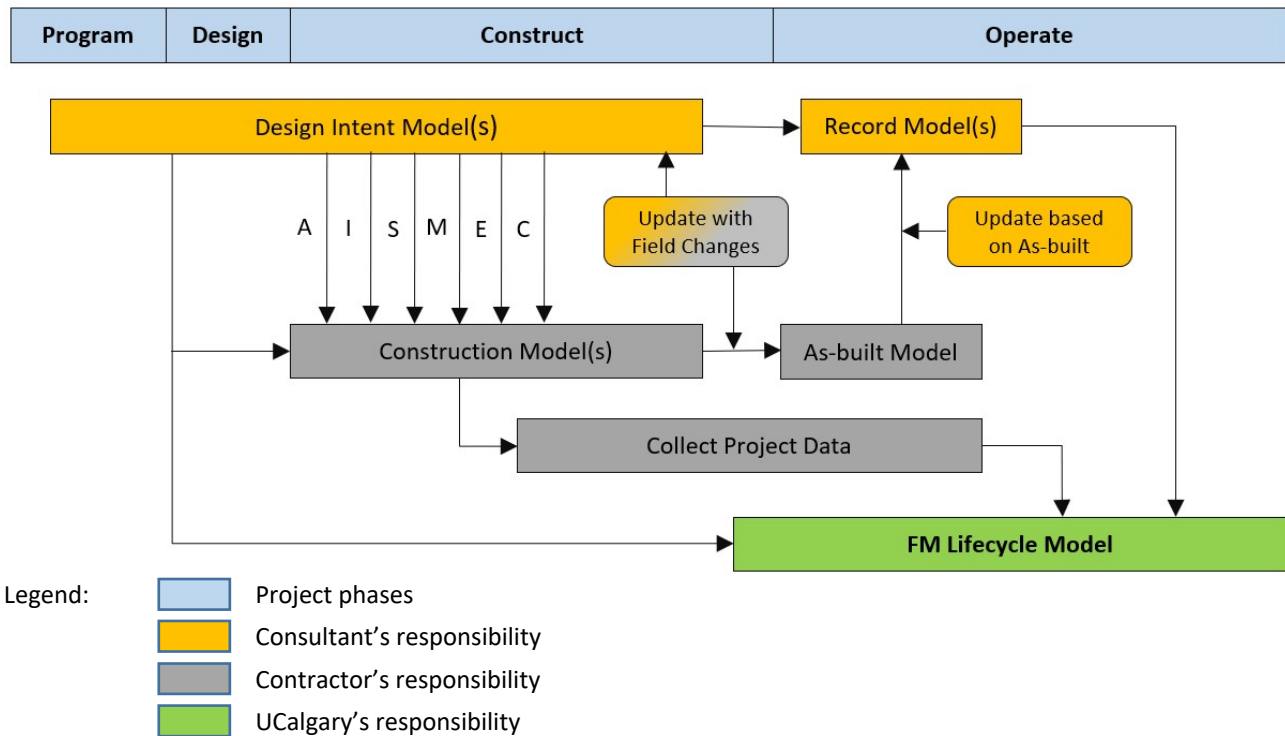 Program Design Construct Operate
Design Intent Model(s) Record Model(s)
A I S M E C
Update with
Field Changes
Update based
on As-built
Construction Model(s) As-built Model
Collect Project Data
FM Lifecycle Model
Legend: Project phases
Consultant’s responsibility
Contractor’s responsibility
UCalgary’s responsibility